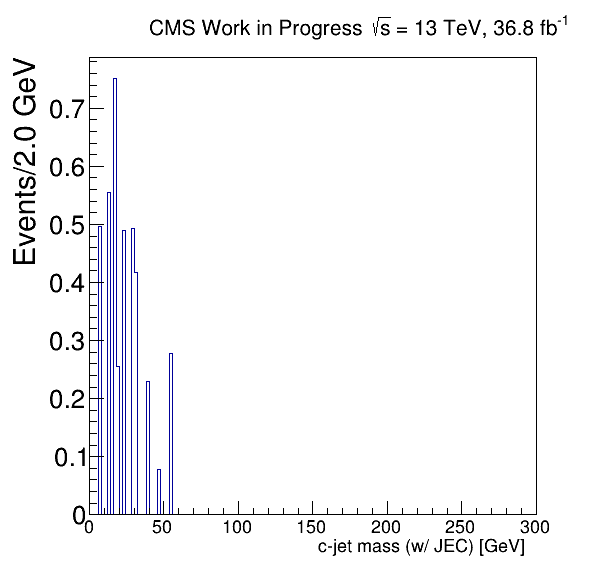 CMS Work in Progress √s = 13 TeV, 36.8 fb⁻¹
Events/2.0 GeV
0.7
0.6
0.5
0.4
0.3
0.2
0.1
0
0 50 100 150 200 250 300
c-jet mass (w/ JEC) [GeV]